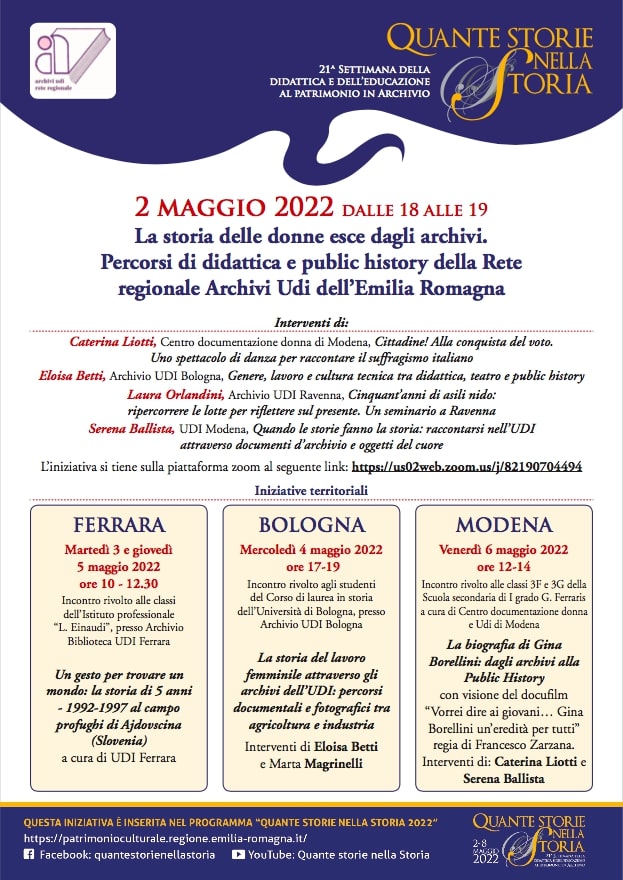 archivi udi
rete regionale
21ª Settimana della
didattica e dell'educazione
al patrimonio in Archivio
Quante storie
nella
Storia
2 maggio 2022 dalle 18 alle 19
La storia delle donne esce dagli archivi.
Percorsi di didattica e public history della Rete
regionale Archivi Udi dell'Emilia Romagna
Interventi di:
Caterina Liotti, Centro documentazione donna di Modena, Cittadine! Alla conquista del voto.
Uno spettacolo di danza per raccontare il suffragismo italiano
Eloisa Betti, Archivio UDI Bologna, Genere, lavoro e cultura tecnica tra didattica, teatro e public history
Laura Orlandini, Archivio UDI Ravenna, Cinquant'anni di asili nido:
ripercorrere le lotte per riflettere sul presente. Un seminario a Ravenna
Serena Ballista, UDI Modena, Quando le storie fanno la storia: raccontarsi nell'UDI
attraverso documenti d'archivio e oggetti del cuore
L'iniziativa si tiene sulla piattaforma zoom al seguente link: https://us02web.zoom.us/j/82190704494
Iniziative territoriali
FERRARA
Martedì 3 e giovedì
5 maggio 2022
ore 10 - 12.30
Incontro rivolto alle classi
dell'Istituto professionale
"L. Einaudi", presso Archivio
Biblioteca UDI Ferrara
Un gesto per trovare un
mondo: la storia di 5 anni
- 1992-1997 al campo
profughi di Ajdovscina
(Slovenia)
a cura di UDI Ferrara
BOLOGNA
Mercoledì 4 maggio 2022
ore 17-19
Incontro rivolto agli studenti
del Corso di laurea in storia
dell'Università di Bologna, presso
Archivio UDI Bologna
La storia del lavoro
femminile attraverso gli
archivi dell'UDI: percorsi
documentali e fotografici tra
agricoltura e industria
Interventi di Eloisa Betti
e Marta Magrinelli
MODENA
Venerdì 6 maggio 2022
ore 12-14
Incontro rivolto alle classi 3F e 3G della
Scuola secondaria di I grado G. Ferraris
a cura di Centro documentazione donna
e Udi di Modena
La biografia di Gina
Borellini: dagli archivi alla
Public History
con visione del docufilm
"Vorrei dire ai giovani… Gina
Borellini un'eredità per tutti"
regia di Francesco Zarzana.
Interventi di: Caterina Liotti e
Serena Ballista
QUESTA INIZIATIVA È INSERITA NEL PROGRAMMA "QUANTE STORIE NELLA STORIA 2022"
https://patrimonioculturale.regione.emilia-romagna.it/
Facebook: quantestorienellastoria
YouTube: Quante storie nella Storia
2-8
maggio
2022
Quante storie
nella
Storia
21ª Settimana della
didattica e dell'educazione
al patrimonio in Archivio